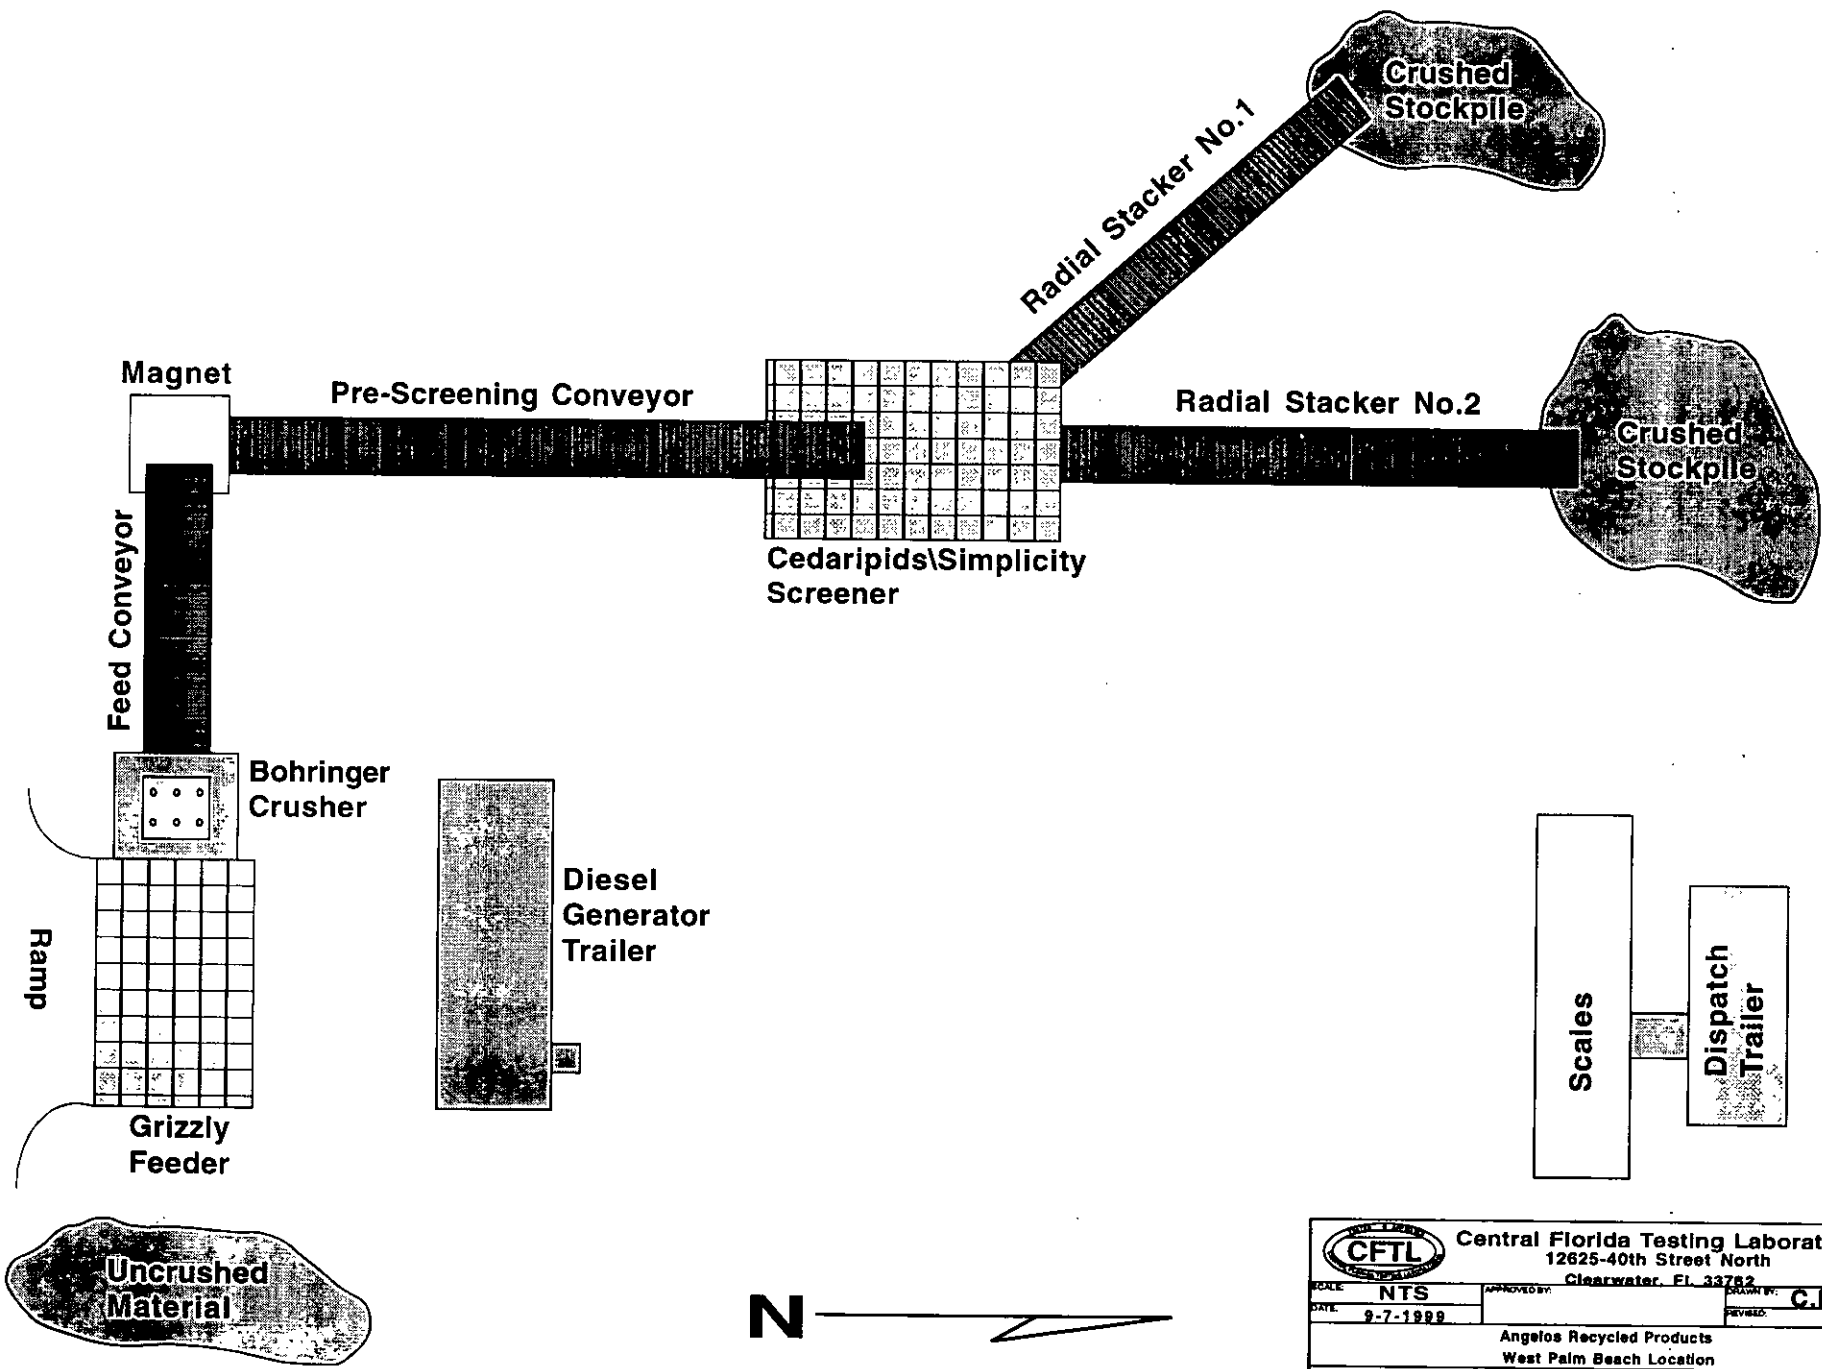 Crushed
Stockpile
Radial Stacker No.1
Magnet
Pre-Screening Conveyor
Radial Stacker No.2
Crushed
Stockpile
Cedaripids\Simplicity
Screener
Feed Conveyor
Bohringer
Crusher
Diesel
Generator
Trailer
Ramp
Scales
Dispatch
Trailer
Grizzly
Feeder
Uncrushed
Material
N
CFTL
Central Florida Testing Laborat
12625-40th Street North
Clearwater, FL 33762
SCALE: NTS
APPROVED BY:
DRAWN BY: C.
DATE: 9-7-1999
REVISED:
Angelos Recycled Products
West Palm Beach Location